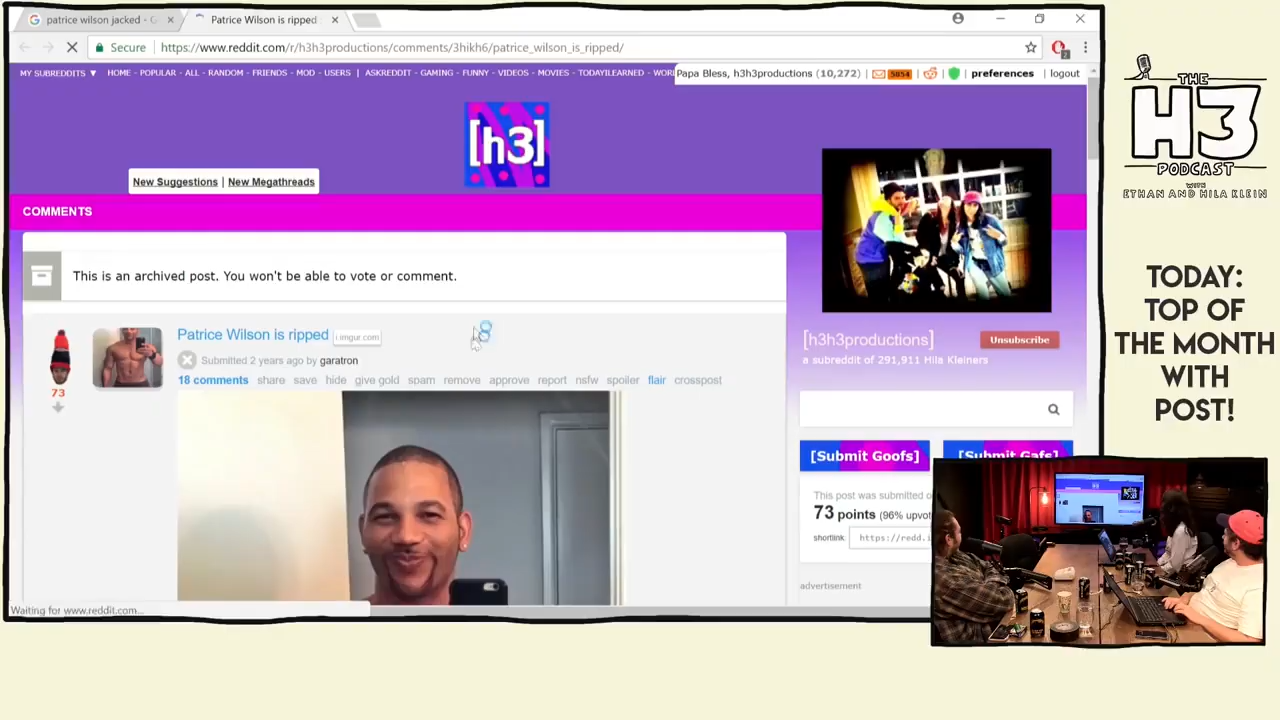 patrice wilson jacked - G
Patrice Wilson is ripped
Secure
https://www.reddit.com/r/h3h3productions/comments/3hikh6/patrice_wilson_is_ripped/
MY SUBREDDITS ▼ HOME - POPULAR - ALL - RANDOM - FRIENDS - MOD - USERS | ASKREDDIT - GAMING - FUNNY - VIDEOS - MOVIES - TODAYILEARNED - WORL
Papa Bless, h3h3productions (10,272) | 5854 | preferences | logout
[h3]
New Suggestions | New Megathreads
COMMENTS
This is an archived post. You won't be able to vote or comment.
Patrice Wilson is ripped i.imgur.com
Submitted 2 years ago by garatron
73
18 comments share save hide give gold spam remove approve report nsfw spoiler flair crosspost
[h3h3productions]
Unsubscribe
a subreddit of 291,911 Hila Kleiners
[Submit Goofs]
[Submit Gafs]
This post was submitted o
73 points (96% upvot
shortlink: https://redd.i
advertisement
Waiting for www.reddit.com...
THE
H3
PODCAST
WITH
ETHAN AND HILA KLEIN
TODAY:
TOP OF
THE MONTH
WITH
POST!